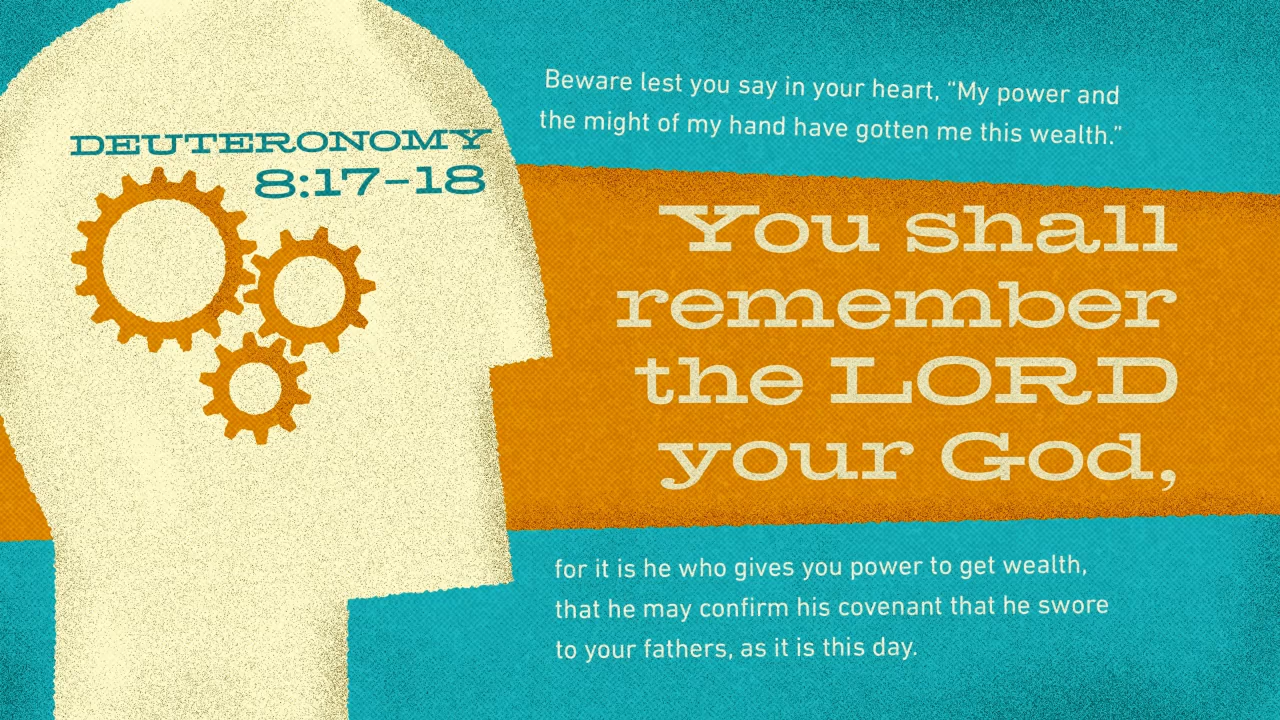 DEUTERONOMY
8:17-18
Beware lest you say in your heart, “My power and
the might of my hand have gotten me this wealth.”
You shall
remember
the LORD
your God,
for it is he who gives you power to get wealth,
that he may confirm his covenant that he swore
to your fathers, as it is this day.